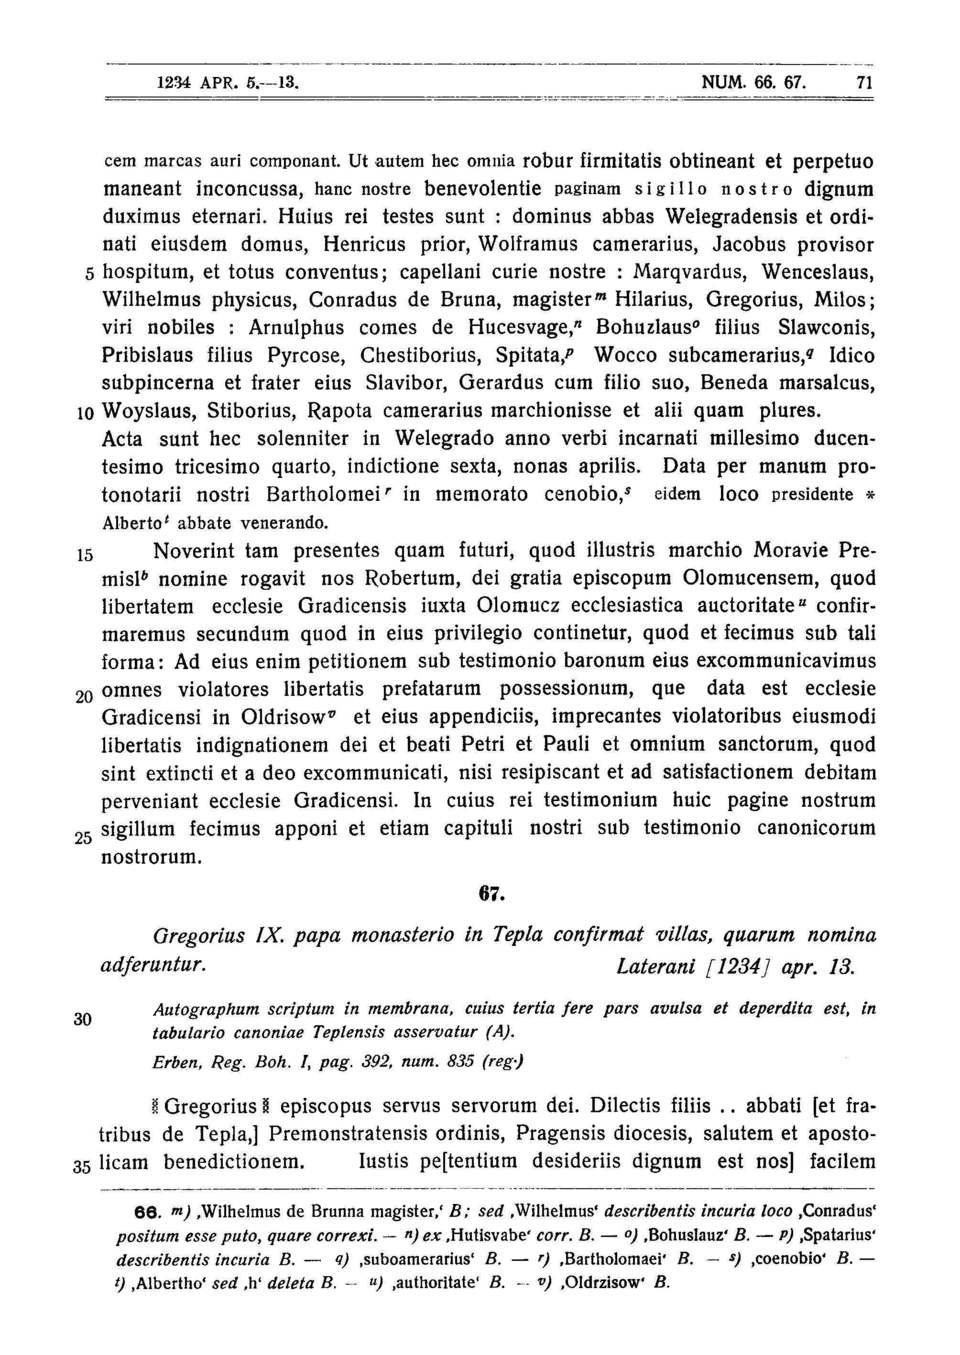 1234 APR. 5.—13. NUM. 66. 67. 71
cem marcas auri componant. Ut autem hec omnia robur firmitatis obtineant et perpetuo
maneant inconcussa, hanc nostre benevolentie paginam sigillo nostro dignum
duximus eternari. Huius rei testes sunt : dominus abbas Welegradensis et ordi-
nati eiusdem domus, Henricus prior, Wolframus camerarius, Jacobus provisor
5 hospitum, et totus conventus; capellani curie nostre : Marqvardus, Wenceslaus,
Wilhelmus physicus, Conradus de Bruna, magister m Hilarius, Gregorius, Milos;
viri nobiles : Arnulphus comes de Hucesvage, n Bohuzlaus o filius Slawconis,
Pribislaus filius Pyrcose, Chestiborius, Spitata, p Wocco subcamerarius, q Idico
subpincerna et frater eius Slavibor, Gerardus cum filio suo, Beneda marsalcus,
10 Woyslaus, Stiborius, Rapota camerarius marchionisse et alii quam plures.
Acta sunt hec solenniter in Welegrado anno verbi incarnati millesimo ducen-
tesimo tricesimo quarto, indictione sexta, nonas aprilis. Data per manum pro-
tonotarii nostri Bartholomei r in memorato cenobio, s eidem loco presidente *
Alberto t abbate venerando.
15 Noverint tam presentes quam futuri, quod illustris marchio Moravie Pre-
misl b nomine rogavit nos Robertum, dei gratia episcopum Olomucensem, quod
libertatem ecclesie Gradicensis iuxta Olomucz ecclesiastica auctoritate u confir-
maremus secundum quod in eius privilegio continetur, quod et fecimus sub tali
forma: Ad eius enim petitionem sub testimonio baronum eius excommunicavimus
20 omnes violatores libertatis prefatarum possessionum, que data est ecclesie
Gradicensi in Oldrisow v et eius appendiciis, imprecantes violatoribus eiusmodi
libertatis indignationem dei et beati Petri et Pauli et omnium sanctorum, quod
sint extincti et a deo excommunicati, nisi resipiscant et ad satisfactionem debitam
perveniant ecclesie Gradicensi. In cuius rei testimonium huic pagine nostrum
25 sigillum fecimus apponi et etiam capituli nostri sub testimonio canonicorum
nostrorum.
67.
Gregorius IX. papa monasterio in Tepla confirmat villas, quarum nomina
adferuntur. Laterani [1234] apr. 13.
30 Autographum scriptum in membrana, cuius tertia fere pars avulsa et deperdita est, in
tabulario canoniae Teplensis asservatur (A).
Erben, Reg. Boh. I, pag. 392, num. 835 (reg.)
Gregorius episcopus servus servorum dei. Dilectis filiis .. abbati [et fra-
tribus de Tepla,] Premonstratensis ordinis, Pragensis diocesis, salutem et aposto-
35 licam benedictionem. Iustis pe[tentium desideriis dignum est nos] facilem
66. m) ‚Wilhelmus de Brunna magister,‘ B; sed ‚Wilhelmus‘ describentis incuria loco ‚Conradus‘
positum esse puto, quare correxi. — n) ex ‚Hutisvabe‘ corr. B. — o) ‚Bohuslauz‘ B. — p) ‚Spatarius‘
describentis incuria B. — q) ‚suboamerarius‘ B. — r) ‚Bartholomaei‘ B. — s) ‚coenobio‘ B. —
t) ‚Albertho‘ sed ‚h‘ deleta B. — u) ‚authoritate‘ B. — v) ‚Oldrzisow‘ B.